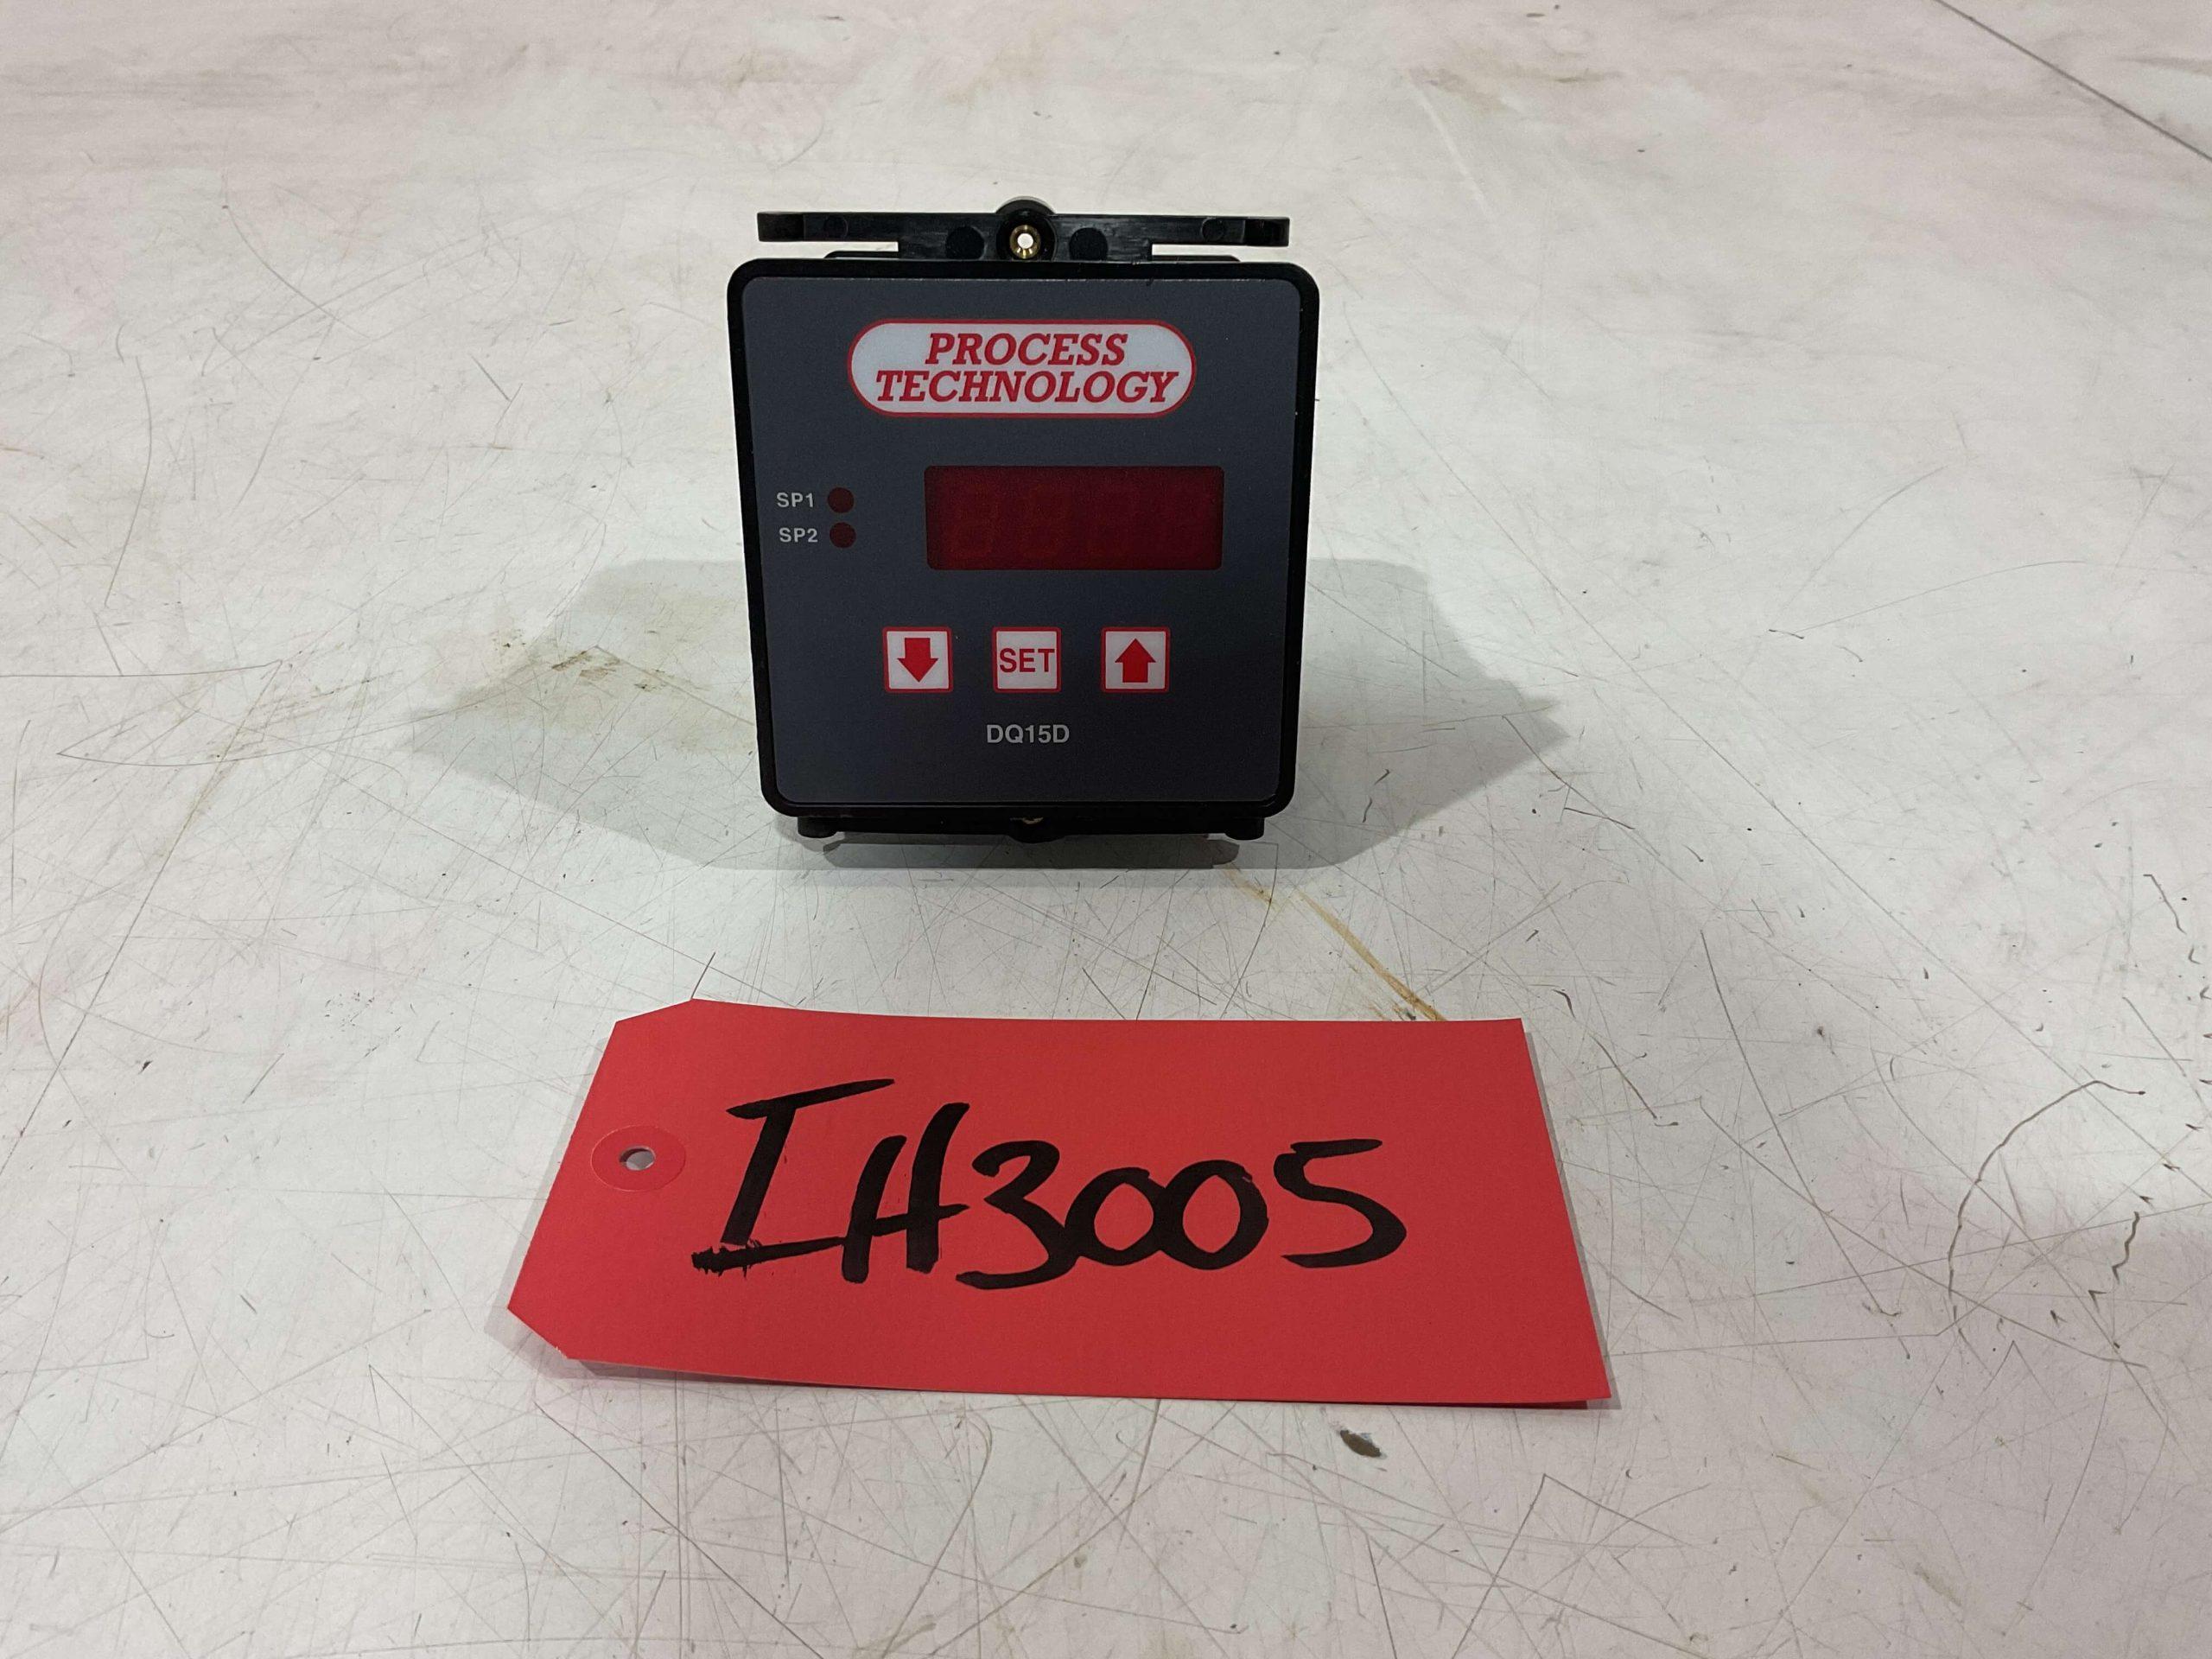 PROCESS
TECHNOLOGY
SP1
SP2
SET
DQ15D
IH3005